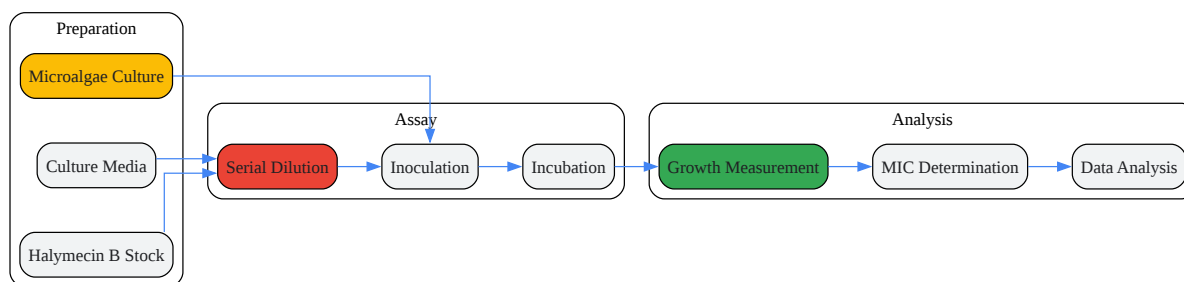 Preparation
Microalgae Culture
Culture Media
Halymecin B Stock
Assay
Serial Dilution
Inoculation
Incubation
Analysis
Growth Measurement
MIC Determination
Data Analysis